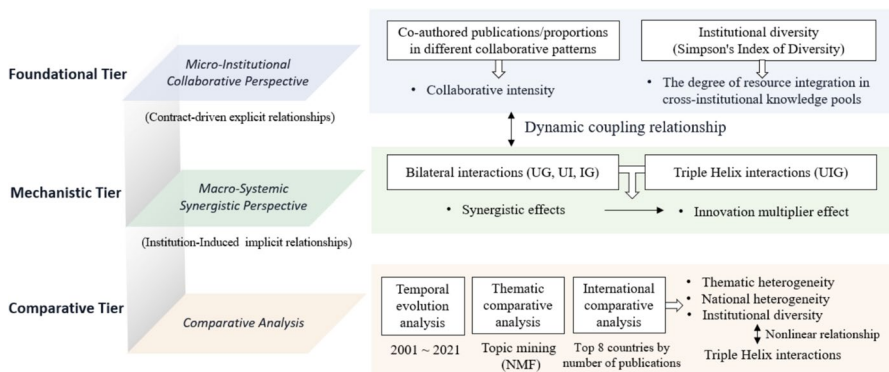 Foundational Tier
Micro-Institutional
Collaborative Perspective
(Contract-driven explicit relationships)
Co-authored publications/proportions
in different collaborative patterns
• Collaborative intensity
Institutional diversity
(Simpson's Index of Diversity)
• The degree of resource integration in
cross-institutional knowledge pools
Dynamic coupling relationship
Mechanistic Tier
Macro-Systemic
Synergistic Perspective
(Institution-Induced implicit relationships)
Bilateral interactions (UG, UI, IG)
Triple Helix interactions (UIG)
• Synergistic effects
• Innovation multiplier effect
Comparative Tier
Comparative Analysis
Temporal
evolution
analysis
2001 ~ 2021
Thematic
comparative
analysis
Topic mining
(NMF)
International
comparative
analysis
Top 8 countries by
number of publications
• Thematic heterogeneity
• National heterogeneity
• Institutional diversity
Nonlinear relationship
Triple Helix interactions